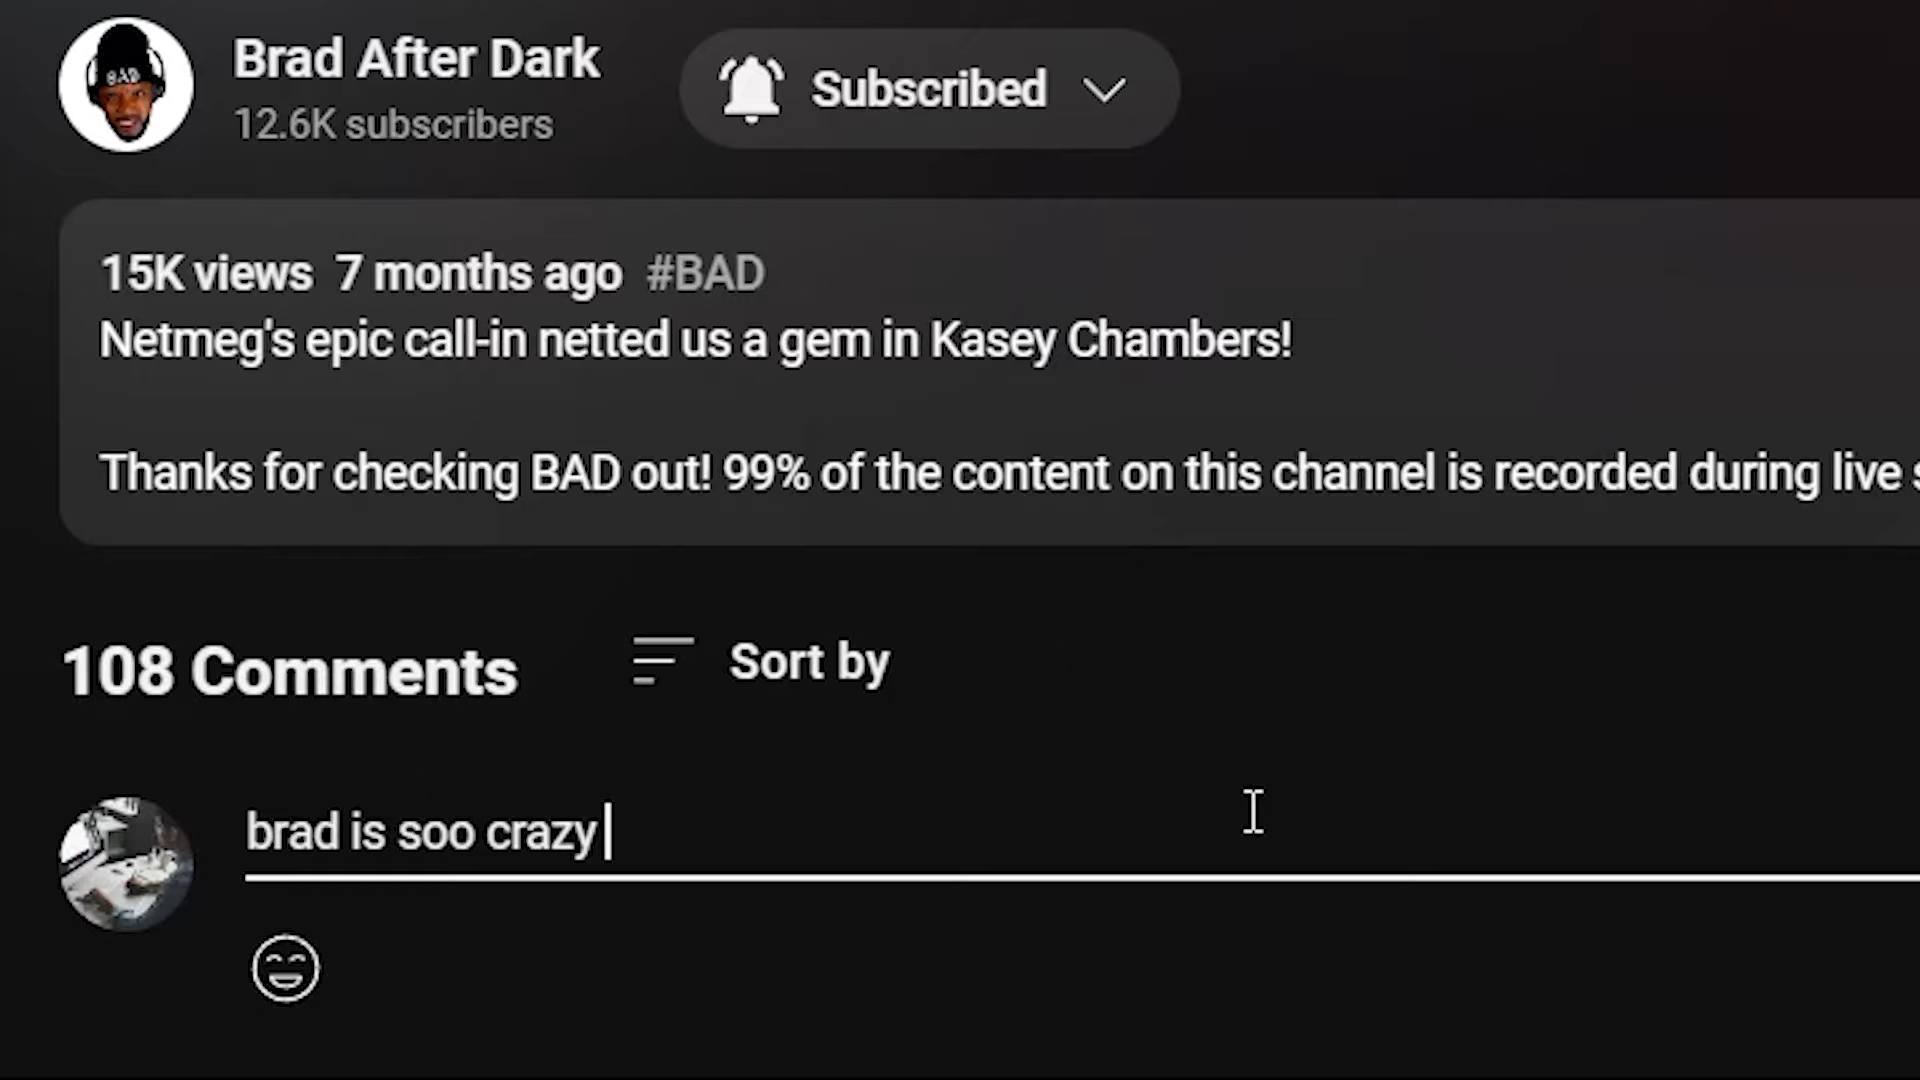 BAD
Brad After Dark
12.6K subscribers
Subscribed
15K views 7 months ago #BAD
Netmeg's epic call-in netted us a gem in Kasey Chambers!
Thanks for checking BAD out! 99% of the content on this channel is recorded during live
108 Comments
Sort by
brad is soo crazy